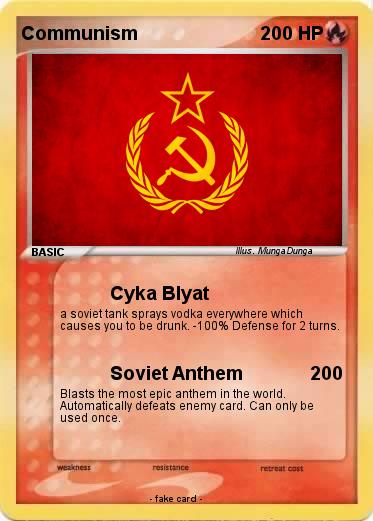 Communism 200 HP
BASIC
Illus. MungaDunga
Cyka Blyat
a soviet tank sprays vodka everywhere which
causes you to be drunk. -100% Defense for 2 turns.
Soviet Anthem 200
Blasts the most epic anthem in the world.
Automatically defeats enemy card. Can only be
used once.
weakness resistance retreat cost
- fake card -